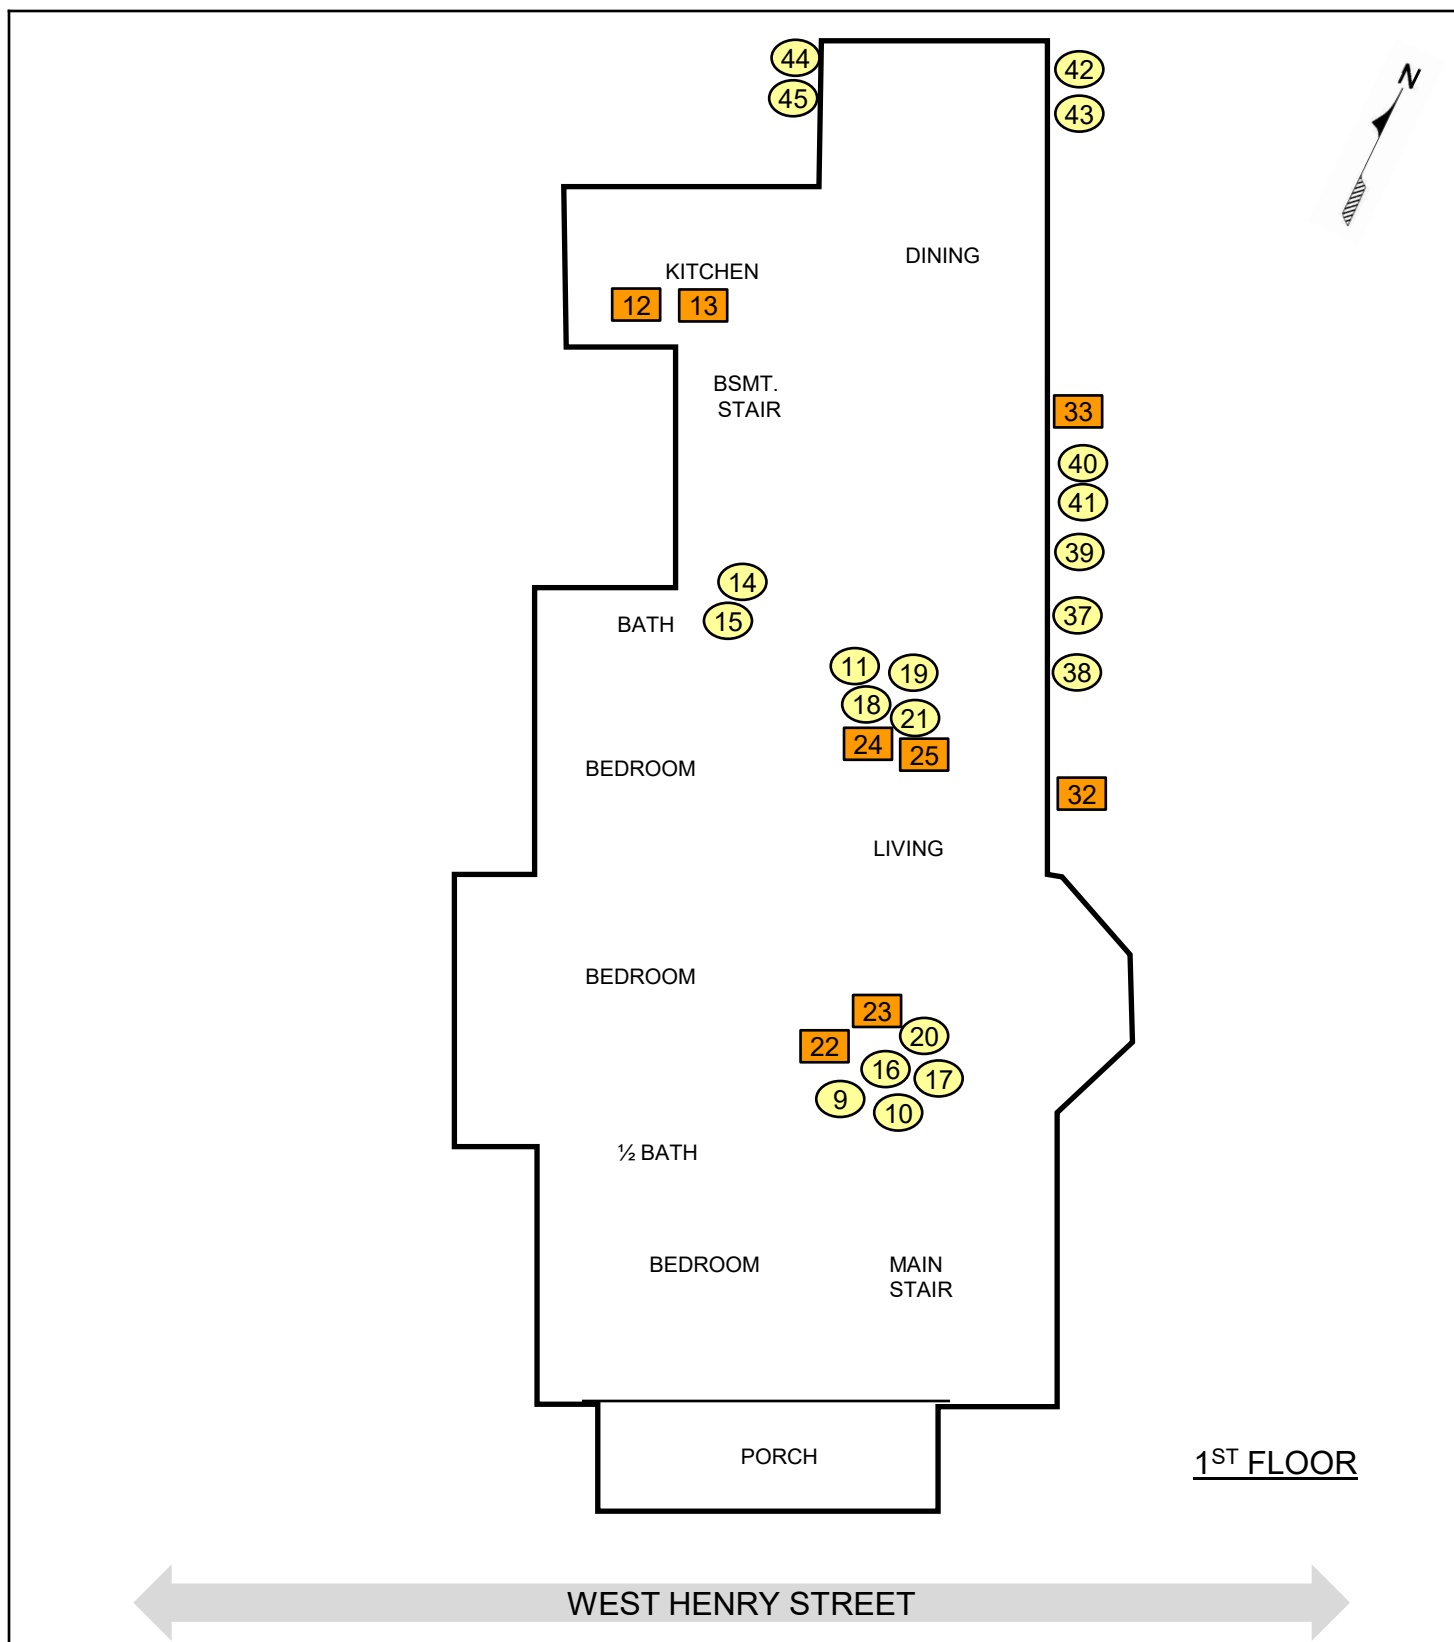 44
42
45
43
N
DINING
KITCHEN
12
13
BSMT.
STAIR
33
40
41
39
14
15
BATH
37
11
19
38
18
21
24
25
BEDROOM
32
LIVING
BEDROOM
23
22
20
16
17
9
10
½ BATH
BEDROOM
MAIN
STAIR
PORCH
1ST FLOOR
WEST HENRY STREET